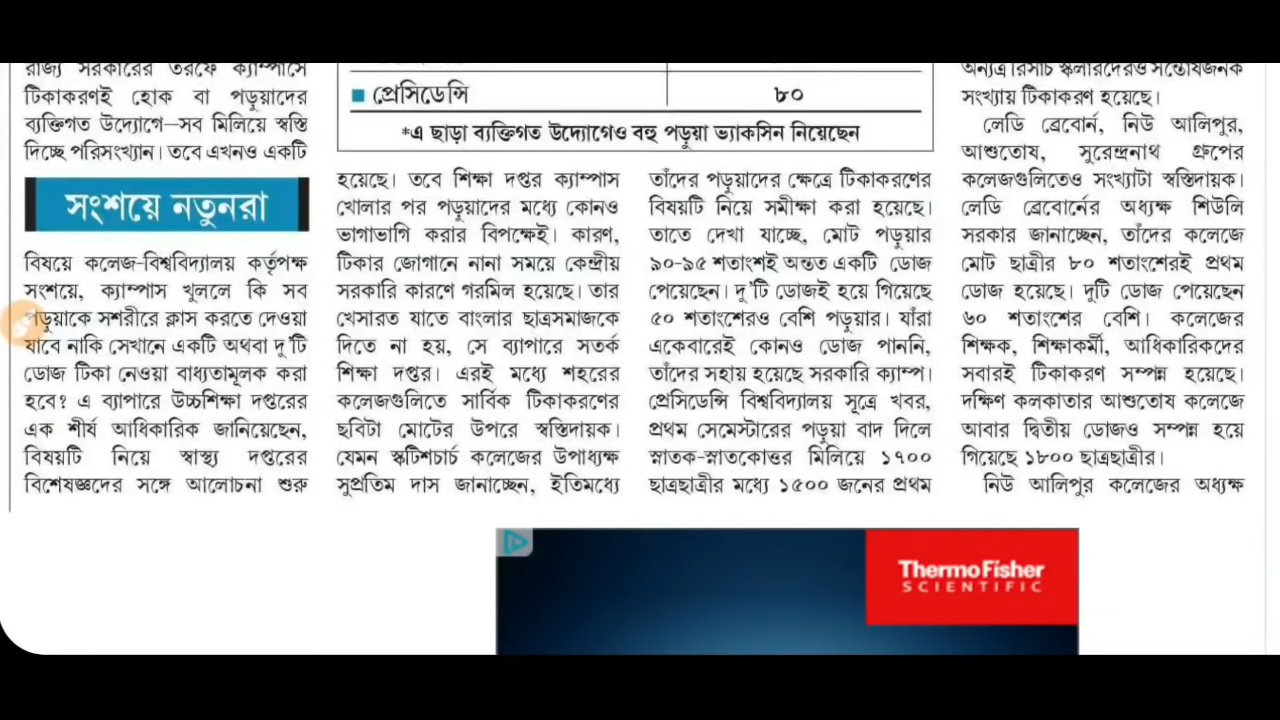 রাজ্য সরকারের তরফে ক্যাম্পাসে
টিকাকরণই হোক বা পড়ুয়াদের
ব্যক্তিগত উদ্যোগে—সব মিলিয়ে স্বস্তি
দিচ্ছে পরিসংখ্যান। তবে এখনও একটি
সংশয়ে নতুনরা
বিষয়ে কলেজ-বিশ্ববিদ্যালয় কর্তৃপক্ষ
সংশয়ে, ক্যাম্পাস খুললে কি সব
পড়ুয়াকে সশরীরে ক্লাস করতে দেওয়া
যাবে নাকি সেখানে একটি অথবা দু'টি
ডোজ টিকা নেওয়া বাধ্যতামূলক করা
হবে? এ ব্যাপারে উচ্চশিক্ষা দপ্তরের
এক শীর্ষ আধিকারিক জানিয়েছেন,
বিষয়টি নিয়ে স্বাস্থ্য দপ্তরের
বিশেষজ্ঞদের সঙ্গে আলোচনা শুরু
■ প্রেসিডেন্সি ৮০
*এ ছাড়া ব্যক্তিগত উদ্যোগেও বহু পড়ুয়া ভ্যাকসিন নিয়েছেন
হয়েছে। তবে শিক্ষা দপ্তর ক্যাম্পাস
খোলার পর পড়ুয়াদের মধ্যে কোনও
ভাগাভাগি করার বিপক্ষেই। কারণ,
টিকার জোগানে নানা সময়ে কেন্দ্রীয়
সরকারি কারণে গরমিল হয়েছে। তার
খেসারত যাতে বাংলার ছাত্রসমাজকে
দিতে না হয়, সে ব্যাপারে সতর্ক
শিক্ষা দপ্তর। এরই মধ্যে শহরের
কলেজগুলিতে সার্বিক টিকাকরণের
ছবিটা মোটের উপরে স্বস্তিদায়ক।
যেমন স্কটিশচার্চ কলেজের উপাধ্যক্ষ
সুপ্রতিম দাস জানাচ্ছেন, ইতিমধ্যে
তাঁদের পড়ুয়াদের ক্ষেত্রে টিকাকরণের
বিষয়টি নিয়ে সমীক্ষা করা হয়েছে।
তাতে দেখা যাচ্ছে, মোট পড়ুয়ার
৯০-৯৫ শতাংশই অন্তত একটি ডোজ
পেয়েছেন। দু'টি ডোজই হয়ে গিয়েছে
৫০ শতাংশেরও বেশি পড়ুয়ার। যাঁরা
একেবারেই কোনও ডোজ পাননি,
তাঁদের সহায় হয়েছে সরকারি ক্যাম্প।
প্রেসিডেন্সি বিশ্ববিদ্যালয় সূত্রে খবর,
প্রথম সেমেস্টারের পড়ুয়া বাদ দিলে
স্নাতক-স্নাতকোত্তর মিলিয়ে ১৭০০
ছাত্রছাত্রীর মধ্যে ১৫০০ জনের প্রথম
অন্যত্র রিসার্চ স্কলারদেরও সন্তোষজনক
সংখ্যায় টিকাকরণ হয়েছে।
লেডি ব্রেবোর্ন, নিউ আলিপুর,
আশুতোষ, সুরেন্দ্রনাথ গ্রুপের
কলেজগুলিতেও সংখ্যাটা স্বস্তিদায়ক।
লেডি ব্রেবোর্নের অধ্যক্ষ শিউলি
সরকার জানাচ্ছেন, তাঁদের কলেজে
মোট ছাত্রীর ৮০ শতাংশেরই প্রথম
ডোজ হয়েছে। দুটি ডোজ পেয়েছেন
৬০ শতাংশের বেশি। কলেজের
শিক্ষক, শিক্ষাকর্মী, আধিকারিকদের
সবারই টিকাকরণ সম্পন্ন হয়েছে।
দক্ষিণ কলকাতার আশুতোষ কলেজে
আবার দ্বিতীয় ডোজও সম্পন্ন হয়ে
গিয়েছে ১৮০০ ছাত্রছাত্রীর।
নিউ আলিপুর কলেজের অধ্যক্ষ
ThermoFisher
SCIENTIFIC